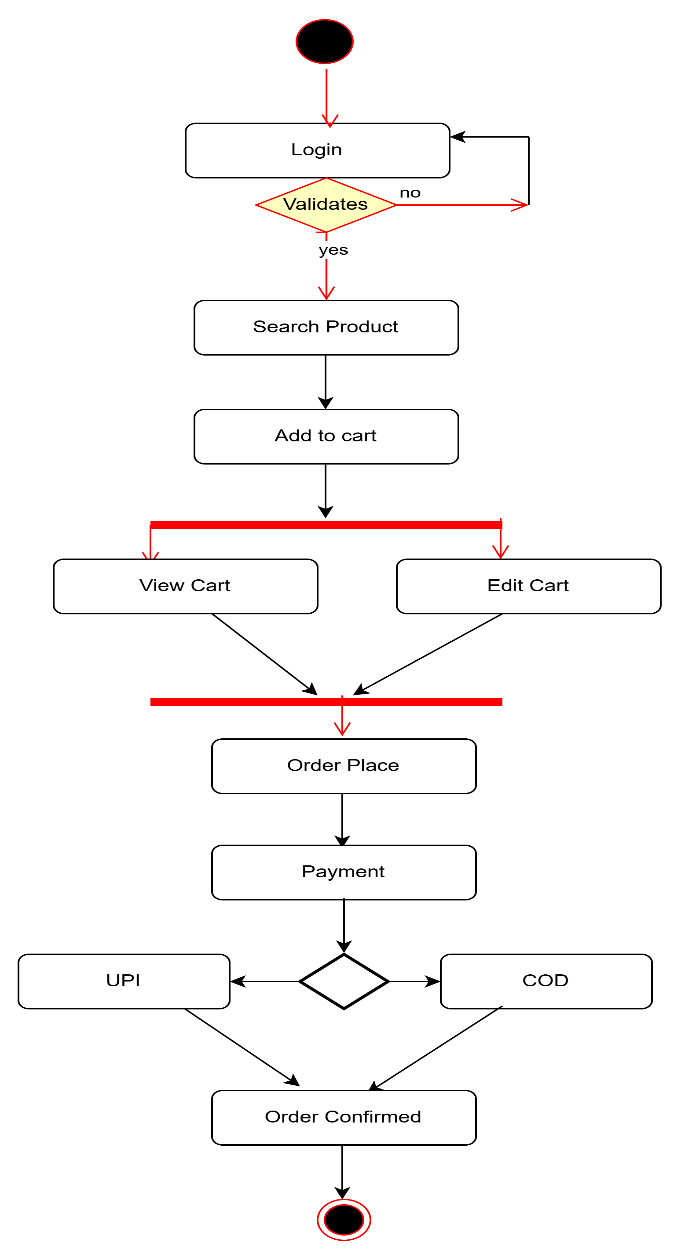 Login
Validates
no
yes
Search Product
Add to cart
View Cart
Edit Cart
Order Place
Payment
UPI
COD
Order Confirmed